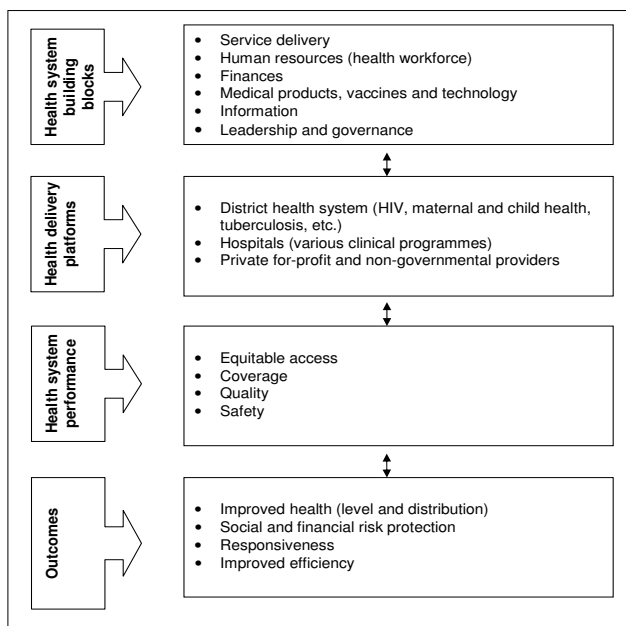 Health system
building
blocks
• Service delivery
• Human resources (health workforce)
• Finances
• Medical products, vaccines and technology
• Information
• Leadership and governance
Health delivery
platforms
• District health system (HIV, maternal and child health,
tuberculosis, etc.)
• Hospitals (various clinical programmes)
• Private for-profit and non-governmental providers
Health system
performance
• Equitable access
• Coverage
• Quality
• Safety
Outcomes
• Improved health (level and distribution)
• Social and financial risk protection
• Responsiveness
• Improved efficiency